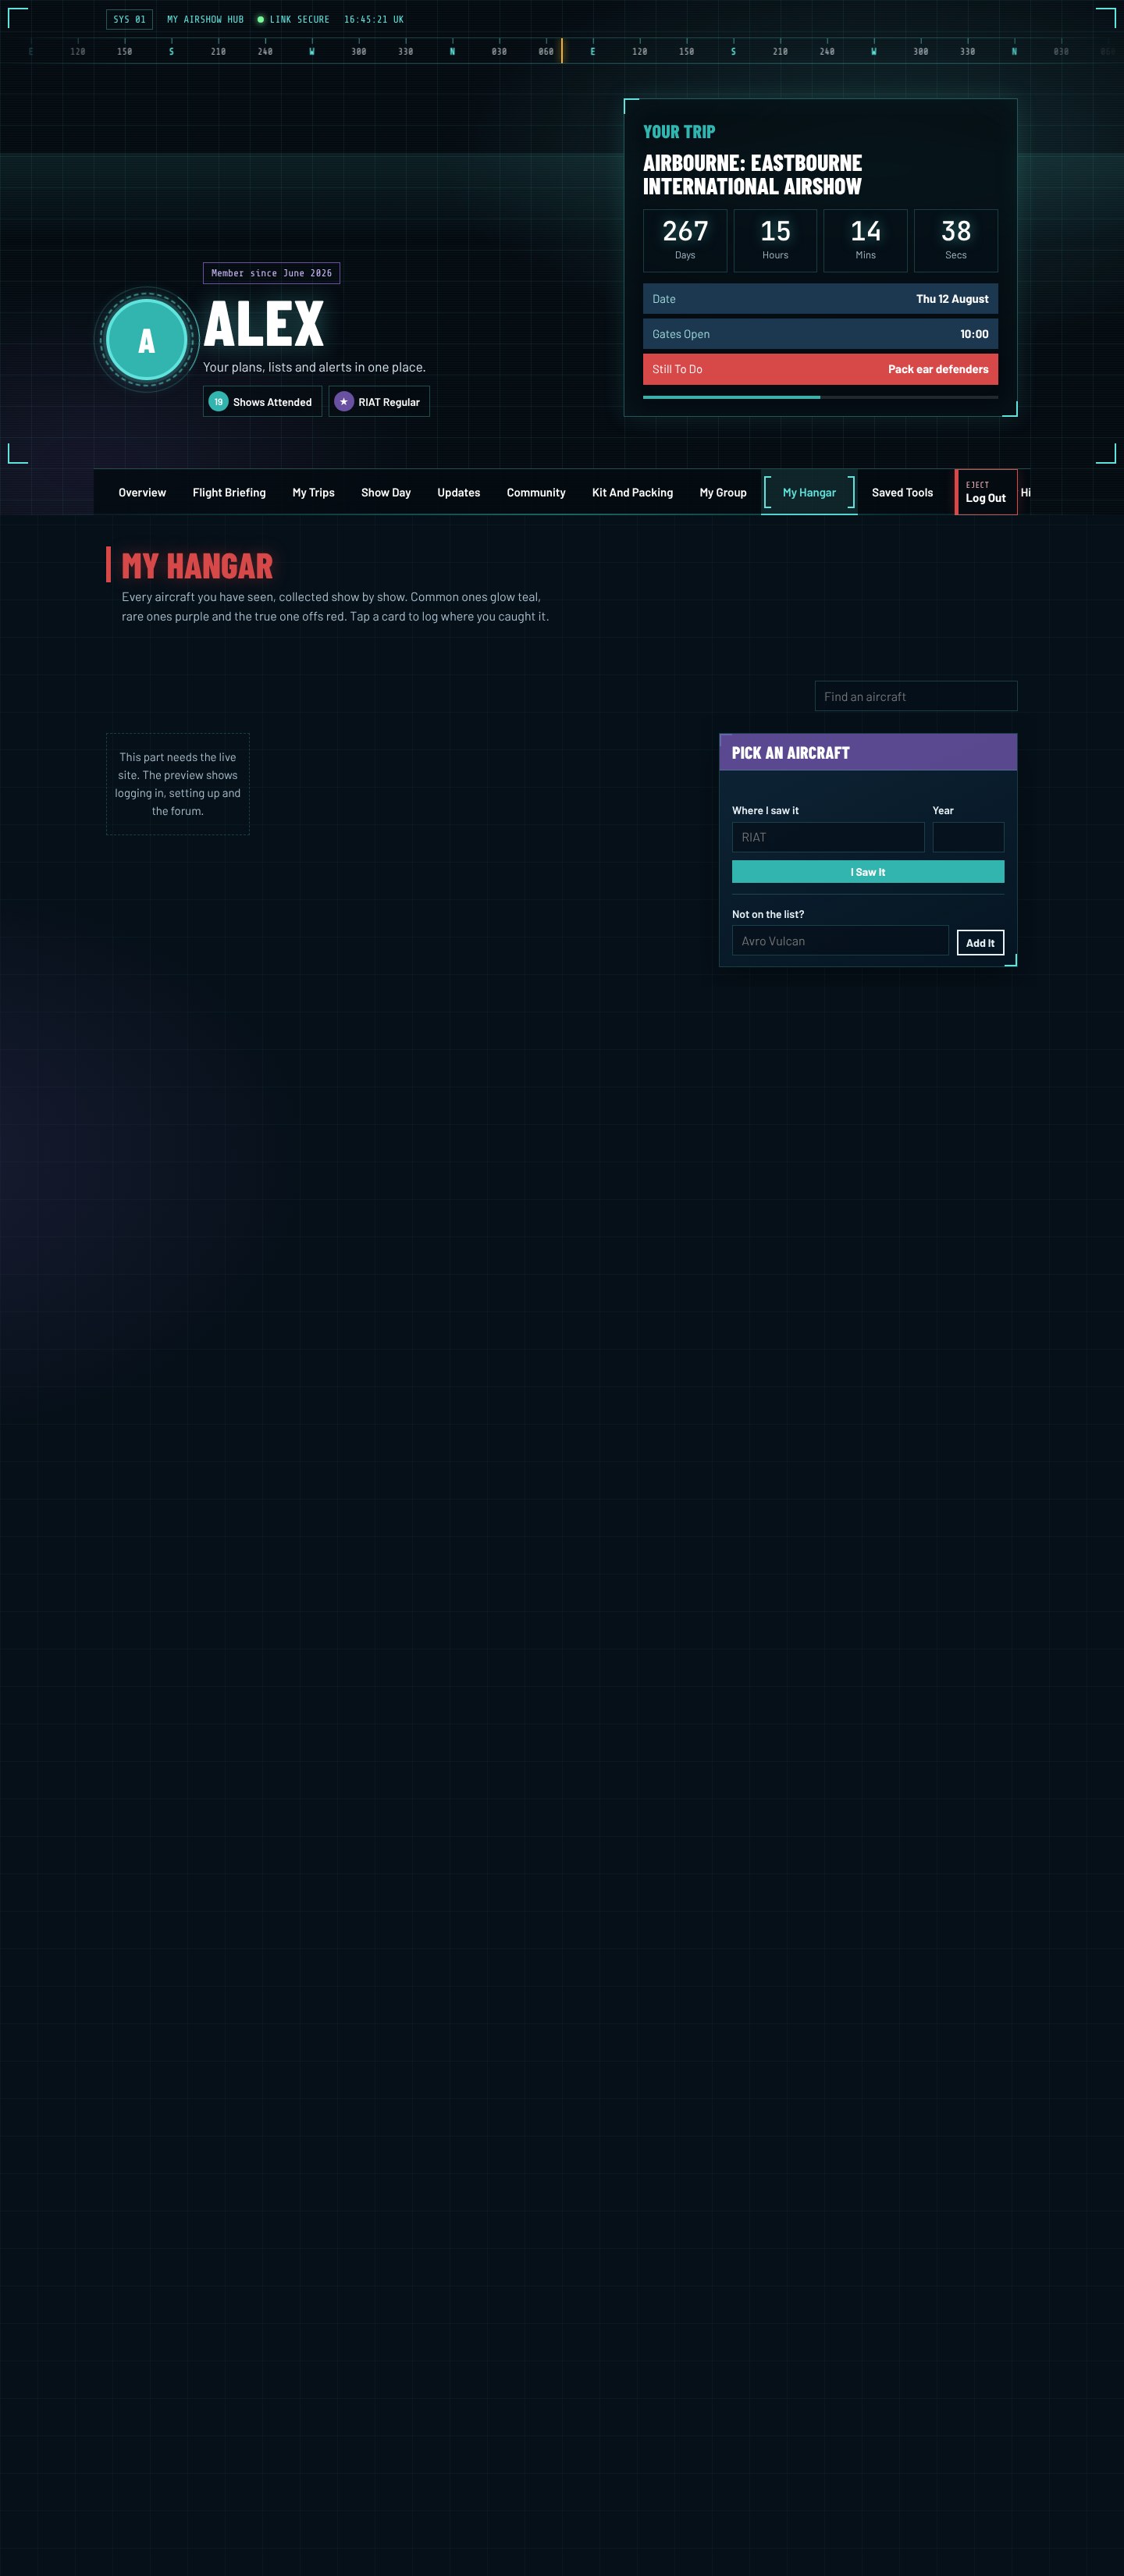 SYS 01 MY AIRSHOW HUB LINK SECURE 16:45:21 UK
E 120 150 S 210 240 W 300 330 N 030 060 E 120 150 S 210 240 W 300 330 N 030 060
YOUR TRIP
AIRBOURNE: EASTBOURNE
INTERNATIONAL AIRSHOW
267 15 14 38
Days Hours Mins Secs
Date Thu 12 August
Gates Open 10:00
Still To Do Pack ear defenders
Member since June 2026
A
ALEX
Your plans, lists and alerts in one place.
19 Shows Attended ★ RIAT Regular
Overview Flight Briefing My Trips Show Day Updates Community Kit And Packing My Group My Hangar Saved Tools Hi
EJECT
Log Out
MY HANGAR
Every aircraft you have seen, collected show by show. Common ones glow teal,
rare ones purple and the true one offs red. Tap a card to log where you caught it.
Find an aircraft
This part needs the live
site. The preview shows
logging in, setting up and
the forum.
PICK AN AIRCRAFT
Where I saw it Year
RIAT
I Saw It
Not on the list?
Avro Vulcan Add It